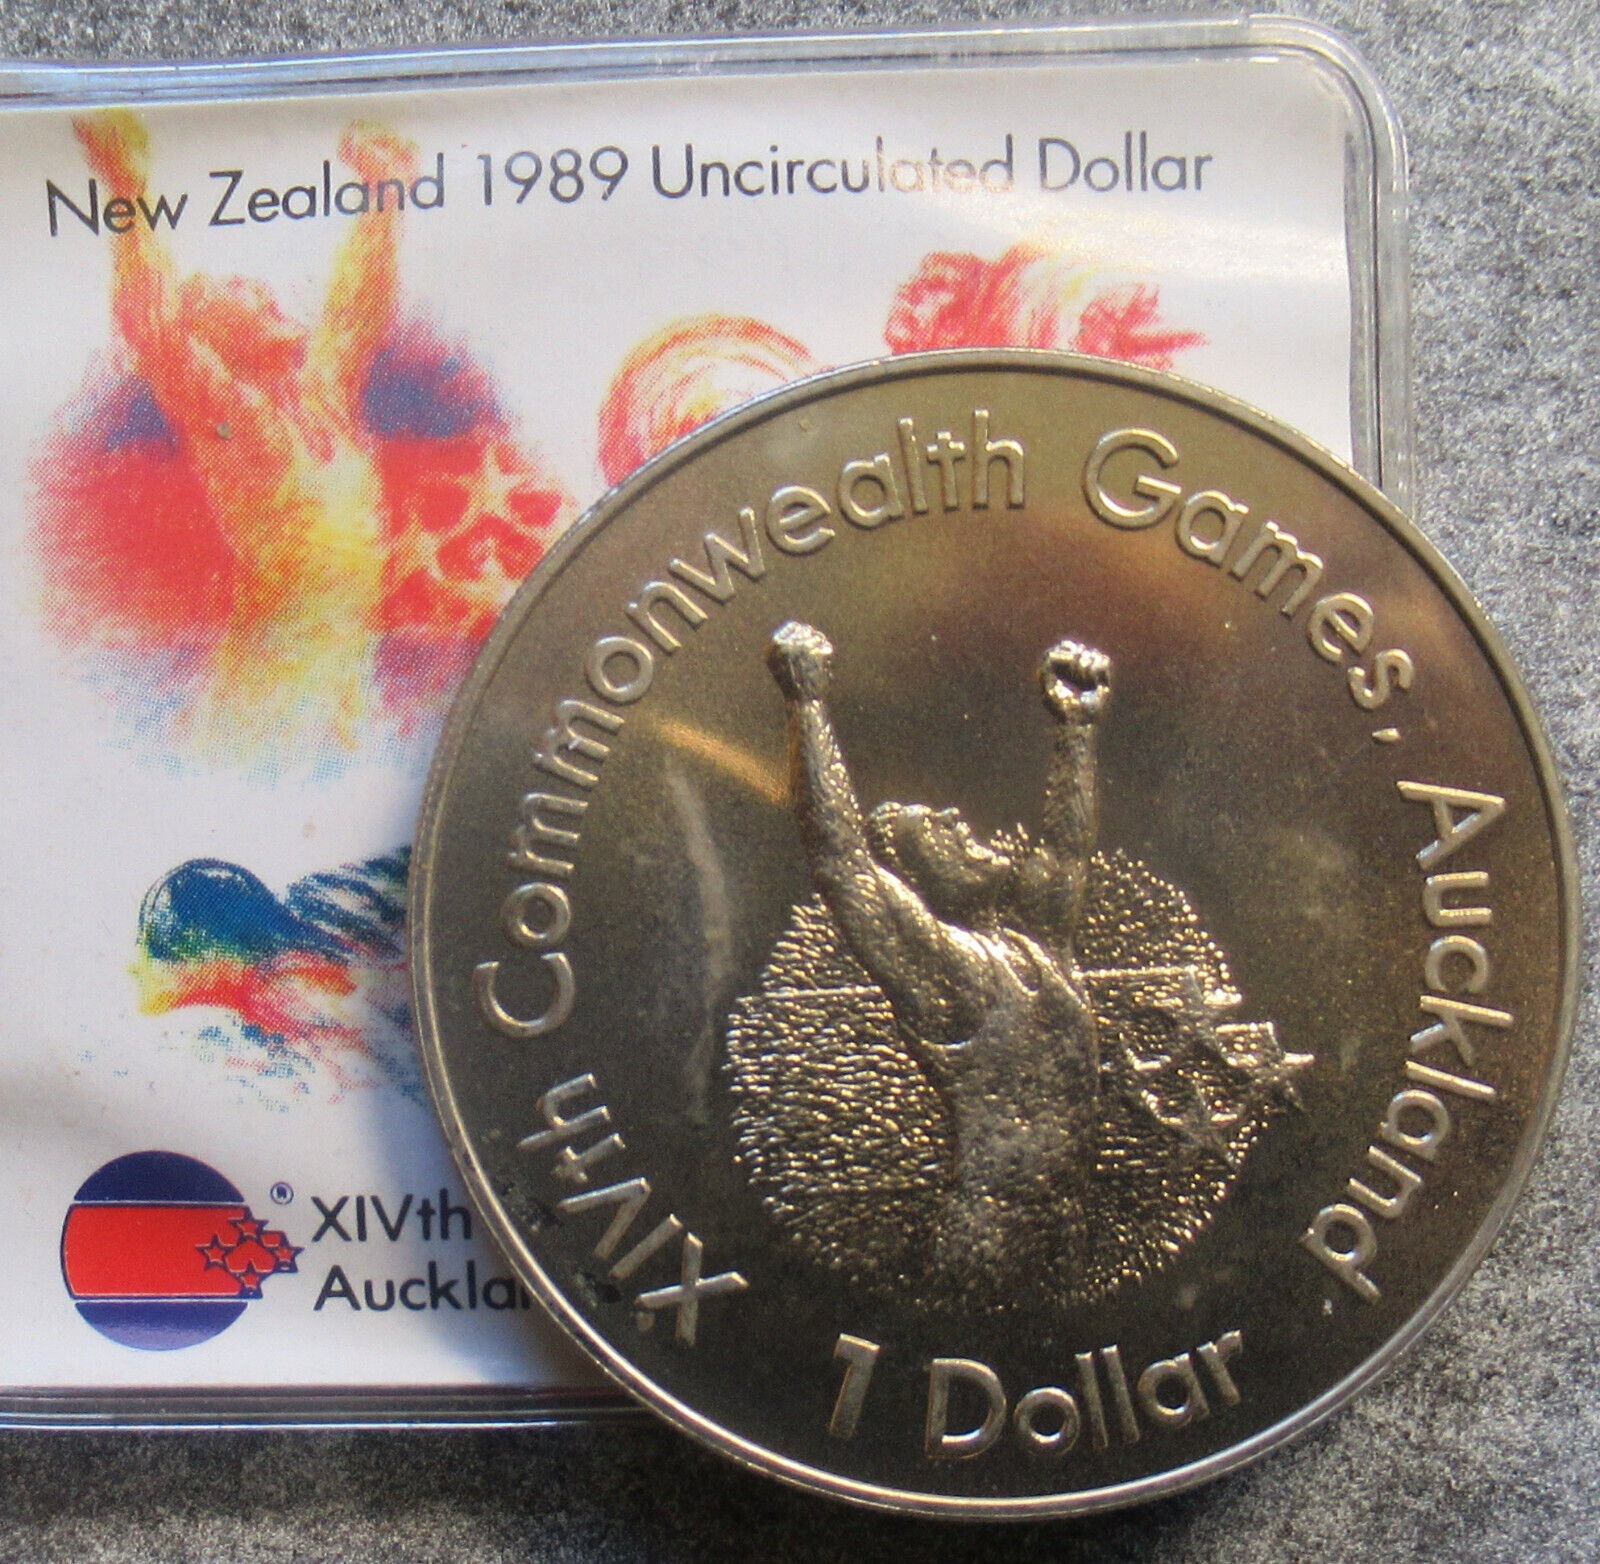 New Zealand 1989 Uncirculated Dollar
XIVth Commonwealth Games, Auckland
1 Dollar
® XIVth
Auckla